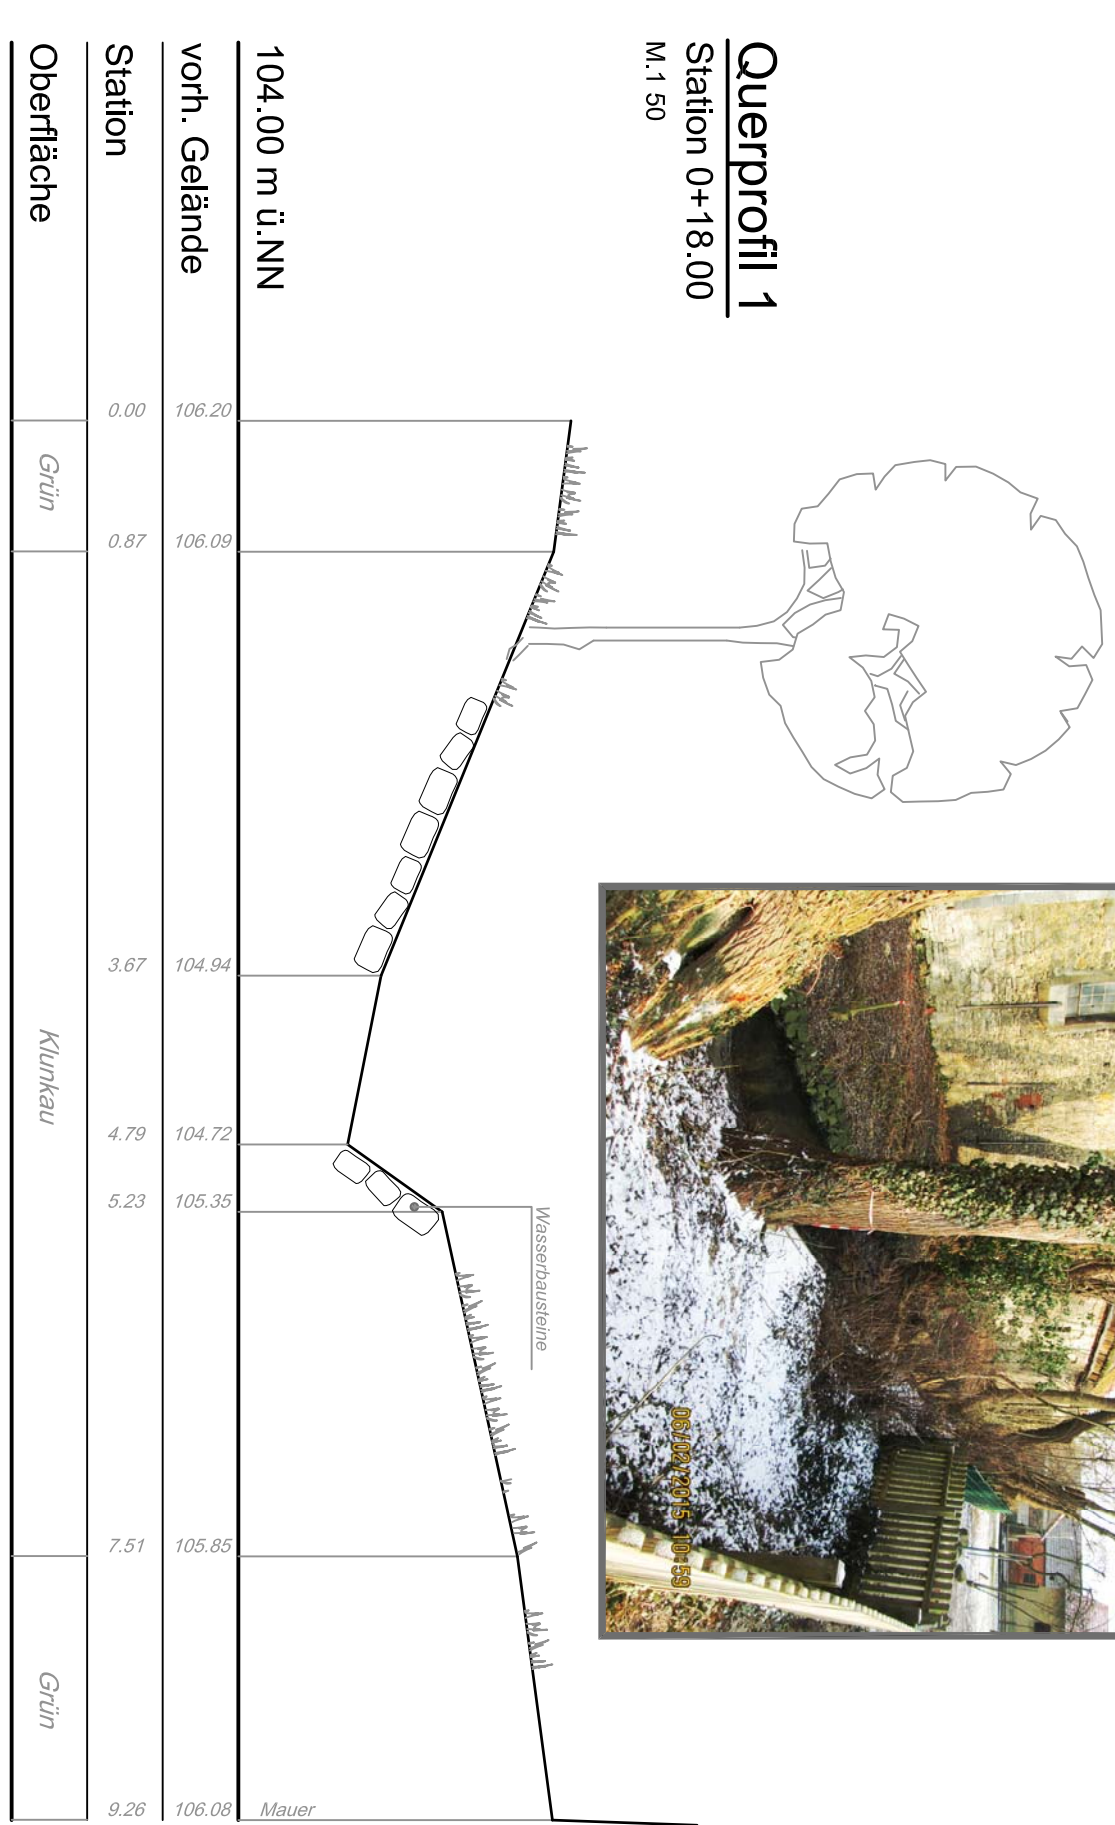 Querprofil 1
Station 0+18.00
M.1 50
06/02/2015 10:59
Wasserbausteine
104.00 m ü.NN
Mauer
vorh. Gelände 106.20 106.09 104.94 104.72 105.35 105.85 106.08
Station 0.00 0.87 3.67 4.79 5.23 7.51 9.26
Oberfläche Grün Klunkau Grün